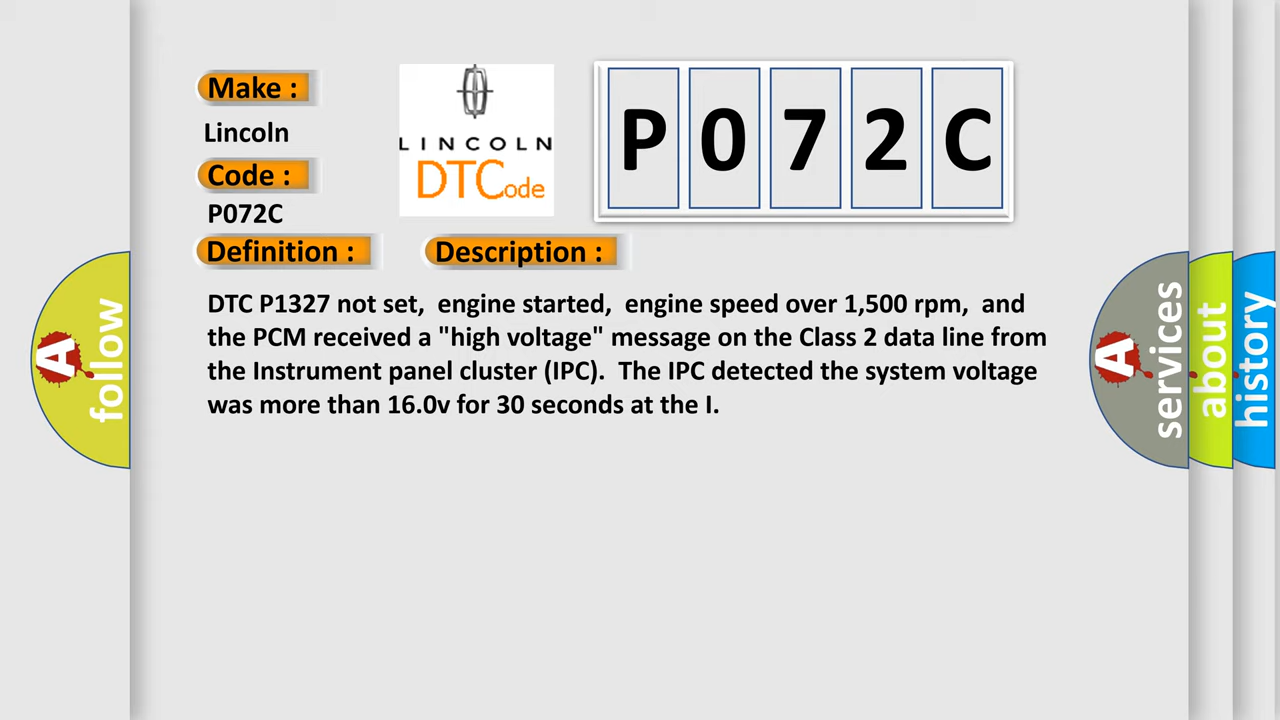 Make :
Lincoln
Code :
P072C
LINCOLN
DTCode
P072C
Definition :
Description :
DTC P1327 not set,  engine started,  engine speed over 1,500 rpm,  and
the PCM received a "high voltage" message on the Class 2 data line from
the Instrument panel cluster (IPC).  The IPC detected the system voltage
was more than 16.0v for 30 seconds at the I.
A follow
A services
about
history